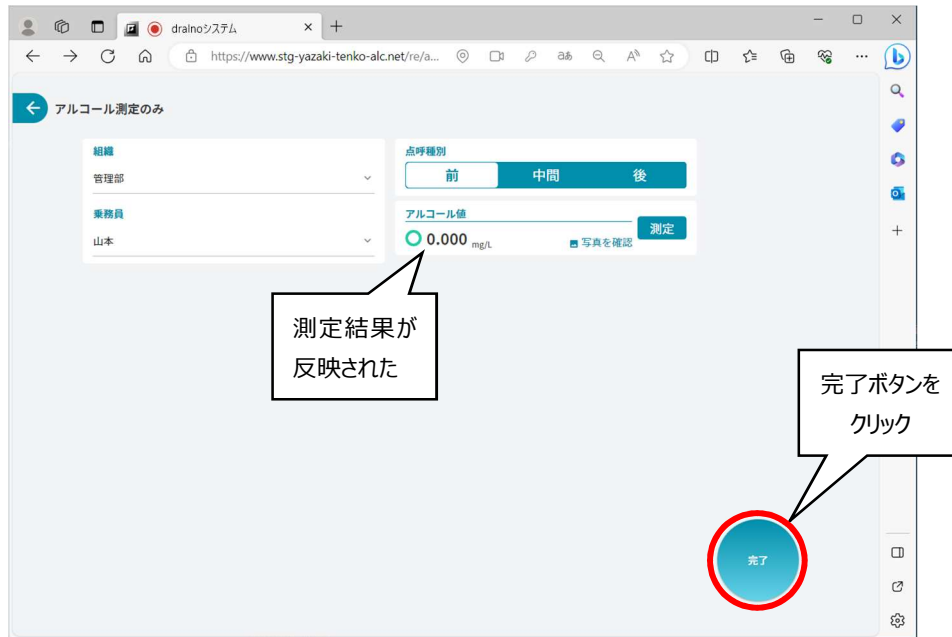 dralnoシステム
https://www.stg-yazaki-tenko-alc.net/re/a...
アルコール測定のみ
組織
管理部
乗務員
山本
点呼種別
前 中間 後
アルコール値
0.000 mg/L
写真を確認
測定
測定結果が
反映された
完了ボタンを
クリック
完了